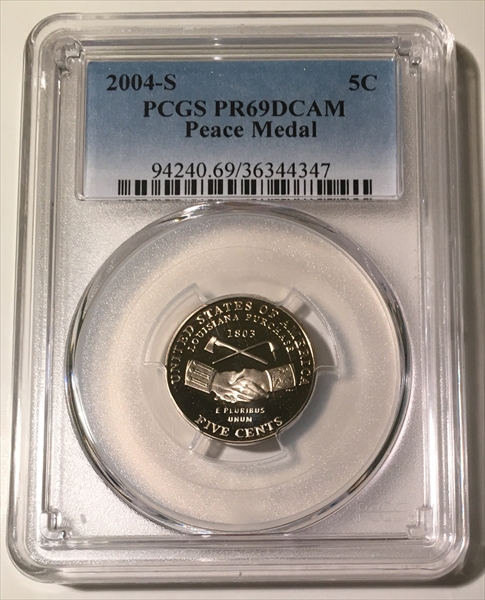 2004-S 5C
PCGS PR69DCAM
Peace Medal
94240.69/36344347
UNITED STATES OF AMERICA
LOUISIANA PURCHASE
1803
E PLURIBUS
UNUM
FIVE CENTS
PCGS